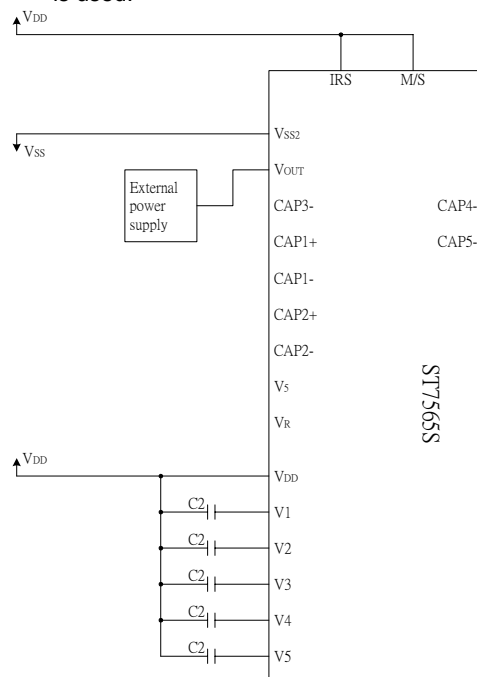 is used.
VDD
IRS M/S
VSS2
VSS
VOUT
External
power
supply
CAP3- CAP4-
CAP1+ CAP5-
CAP1-
CAP2+
CAP2-
V5
VR
ST7565S
VDD
VDD
C2 V1
C2 V2
C2 V3
C2 V4
C2 V5